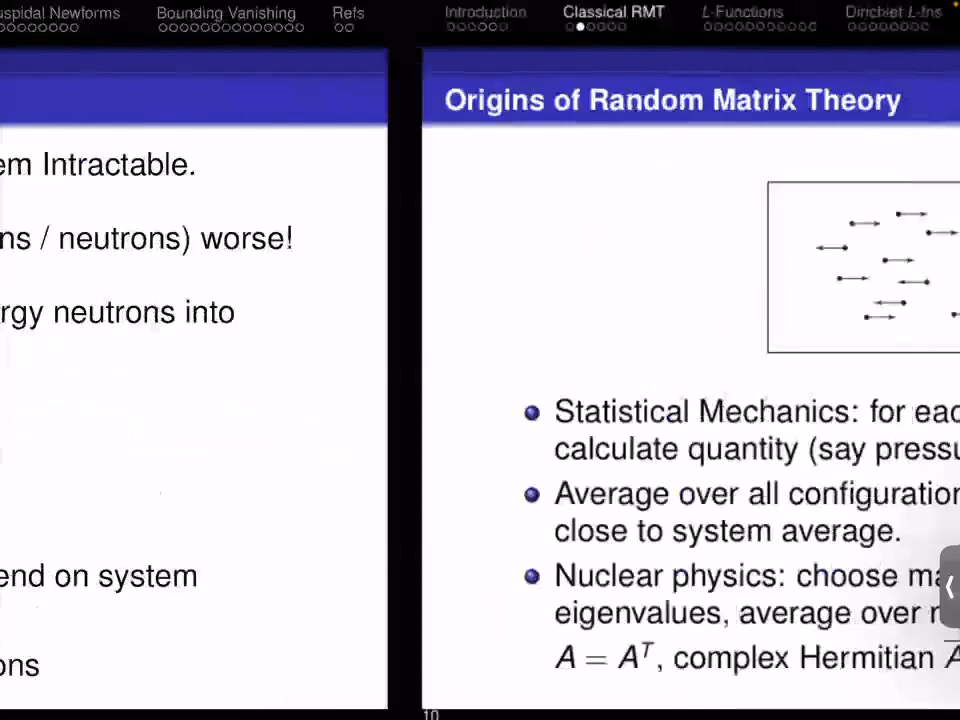 Bounding Vanishing
Refs
em Intractable.
ns / neutrons) worse!
rgy neutrons into
end on system
ons
Introduction
Classical RMT
L-Functions
Dirichlet L-fns
Origins of Random Matrix Theory
Statistical Mechanics: for eac
calculate quantity (say pressu
Average over all configuration
close to system average.
Nuclear physics: choose ma
eigenvalues, average over
A = Aᵀ, complex Hermitian
10